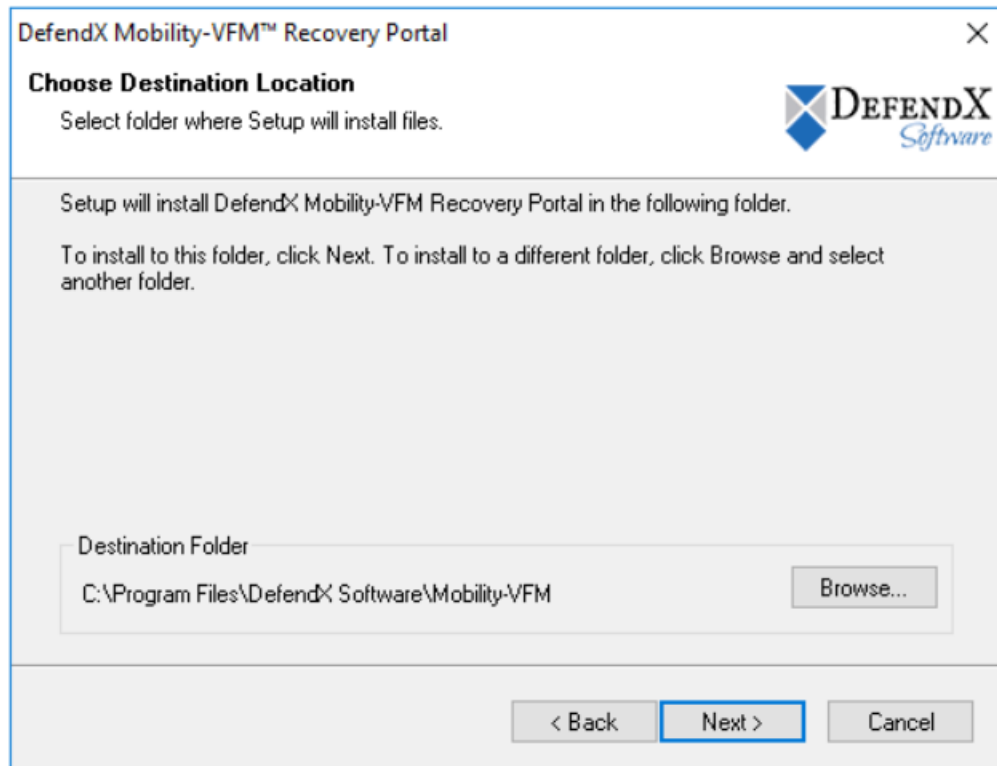 DefendX Mobility-VFM™ Recovery Portal
Choose Destination Location
Select folder where Setup will install files.
DEFENDX
Software
Setup will install DefendX Mobility-VFM Recovery Portal in the following folder.
To install to this folder, click Next. To install to a different folder, click Browse and select
another folder.
Destination Folder
C:\Program Files\DefendX Software\Mobility-VFM
Browse...
< Back
Next >
Cancel